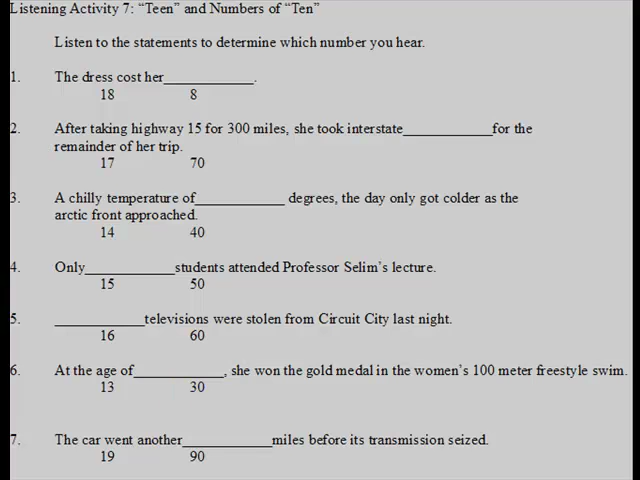 Listening Activity 7: “Teen” and Numbers of “Ten”
Listen to the statements to determine which number you hear.
1. The dress cost her____________.
18 8
2. After taking highway 15 for 300 miles, she took interstate____________for the
remainder of her trip.
17 70
3. A chilly temperature of____________ degrees, the day only got colder as the
arctic front approached.
14 40
4. Only____________students attended Professor Selim’s lecture.
15 50
5. ____________televisions were stolen from Circuit City last night.
16 60
6. At the age of____________, she won the gold medal in the women’s 100 meter freestyle swim.
13 30
7. The car went another____________miles before its transmission seized.
19 90